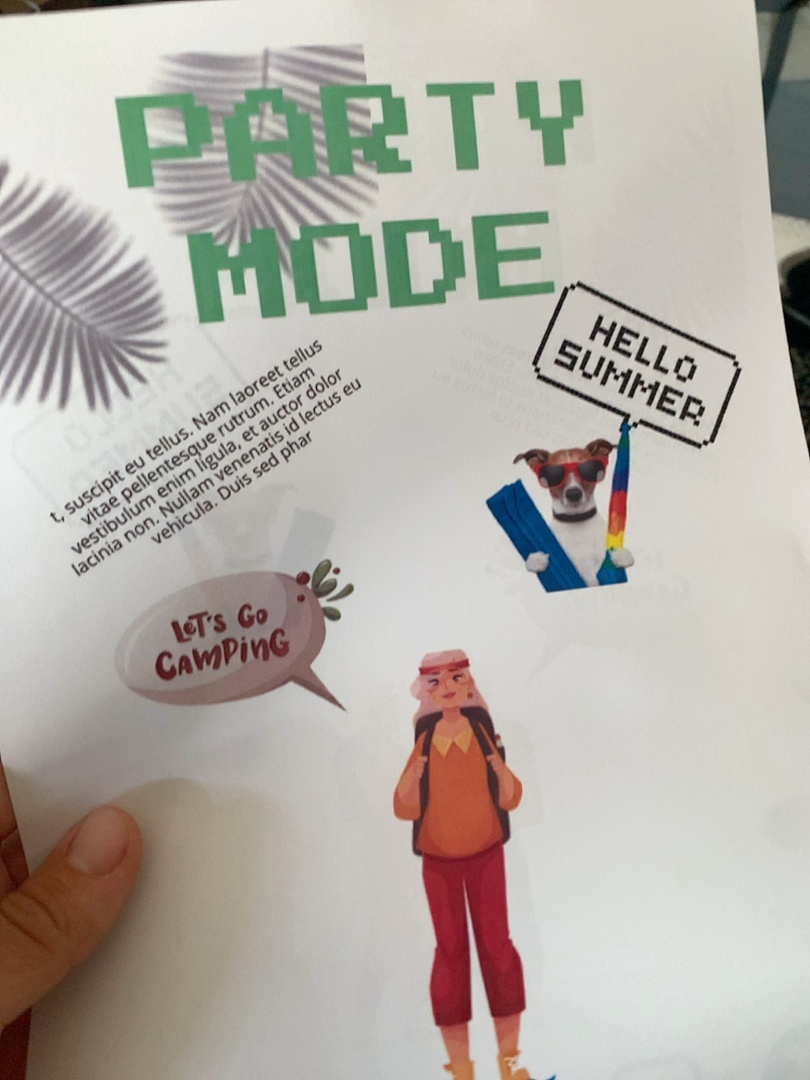 PARTY
MODE
HELLO
SUMMER
t, suscipit eu tellus. Nam laoreet tellus
vitae pellentesque rutrum. Etiam
vestibulum enim ligula, et auctor dolor
lacinia non. Nullam venenatis id lectus eu
vehicula. Duis sed phar
LeT's Go
CAMPiNG